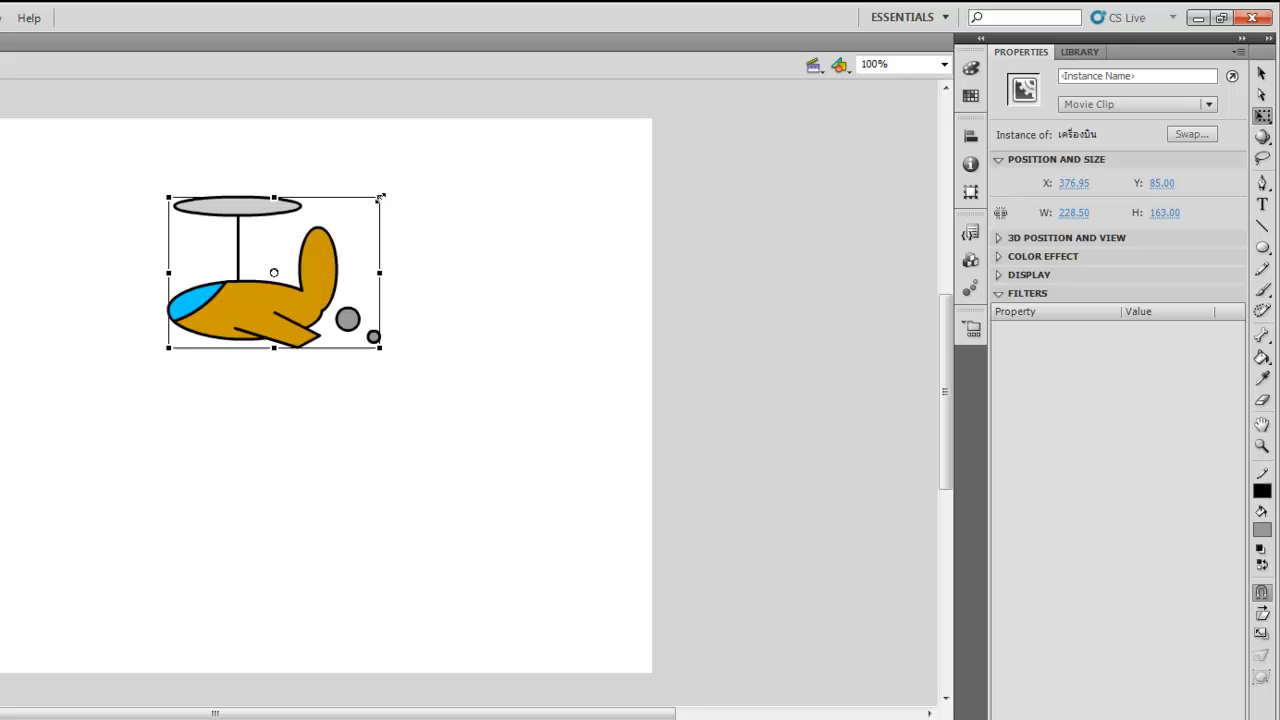 Help
ESSENTIALS
CS Live
100%
PROPERTIES
LIBRARY
<Instance Name>
Movie Clip
Instance of: เครื่องบิน
Swap...
POSITION AND SIZE
X: 376.95
Y: 85.00
W: 228.50
H: 163.00
3D POSITION AND VIEW
COLOR EFFECT
DISPLAY
FILTERS
Property
Value